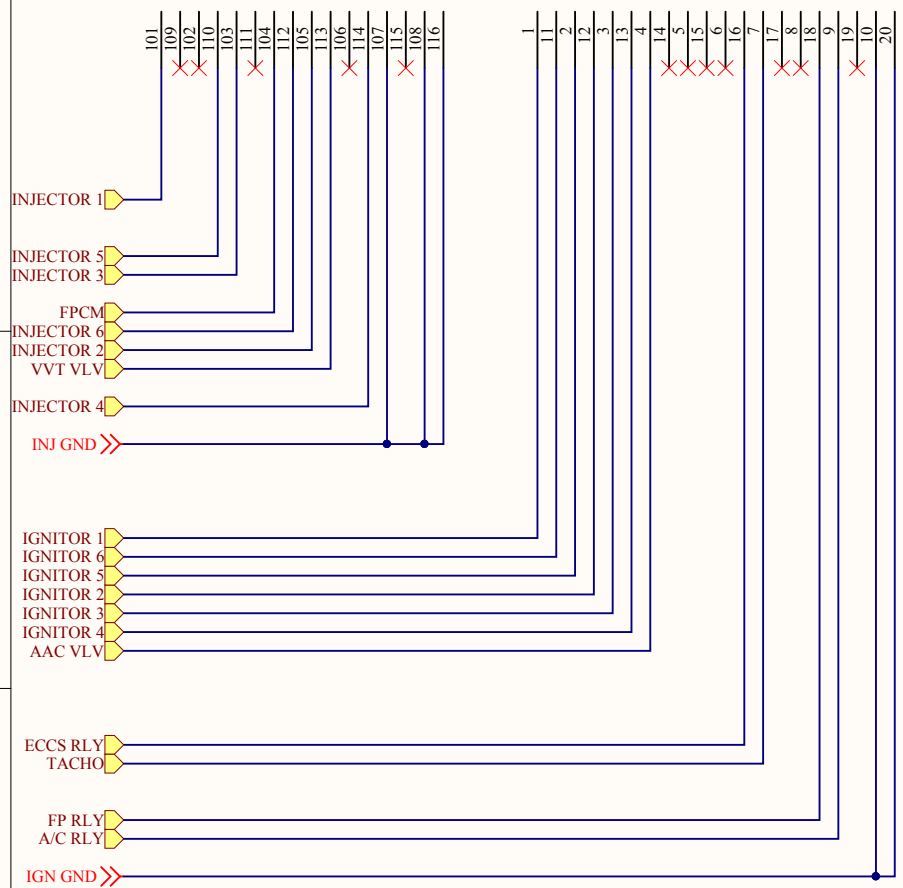 101 109 102 110 103 111 104 112 105 113 106 114 107 115 108 116 1 11 2 12 3 13 4 14 5 15 6 16 7 17 8 18 9 19 10 20
INJECTOR 1
INJECTOR 5
INJECTOR 3
FPCM
INJECTOR 6
INJECTOR 2
VVT VLV
INJECTOR 4
INJ GND
IGNITOR 1
IGNITOR 6
IGNITOR 5
IGNITOR 2
IGNITOR 3
IGNITOR 4
AAC VLV
ECCS RLY
TACHO
FP RLY
A/C RLY
IGN GND